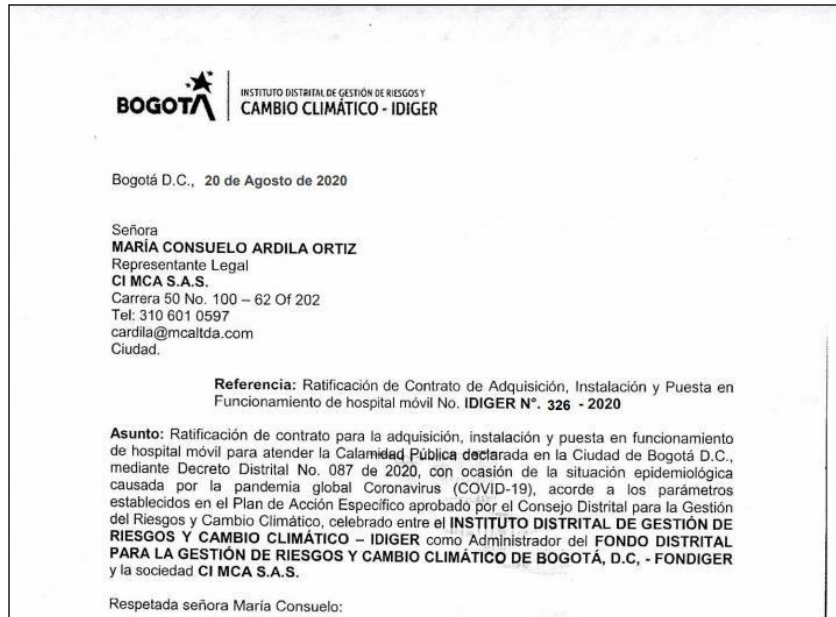 BOGOTÁ
INSTITUTO DISTRITAL DE GESTIÓN DE RIESGOS Y
CAMBIO CLIMÁTICO - IDIGER
Bogotá D.C., 20 de Agosto de 2020
Señora
MARÍA CONSUELO ARDILA ORTIZ
Representante Legal
CI MCA S.A.S.
Carrera 50 No. 100 – 62 Of 202
Tel: 310 601 0597
cardila@mcaltda.com
Ciudad.
Referencia: Ratificación de Contrato de Adquisición, Instalación y Puesta en
Funcionamiento de hospital móvil No. IDIGER N°. 326 - 2020
Asunto: Ratificación de contrato para la adquisición, instalación y puesta en funcionamiento
de hospital móvil para atender la Calamidad Pública declarada en la Ciudad de Bogotá D.C.,
mediante Decreto Distrital No. 087 de 2020, con ocasión de la situación epidemiológica
causada por la pandemia global Coronavirus (COVID-19), acorde a los parámetros
establecidos en el Plan de Acción Específico aprobado por el Consejo Distrital para la Gestión
del Riesgos y Cambio Climático, celebrado entre el INSTITUTO DISTRITAL DE GESTIÓN DE
RIESGOS Y CAMBIO CLIMÁTICO – IDIGER como Administrador del FONDO DISTRITAL
PARA LA GESTIÓN DE RIESGOS Y CAMBIO CLIMÁTICO DE BOGOTÁ, D.C, - FONDIGER
y la sociedad CI MCA S.A.S.
Respetada señora María Consuelo: